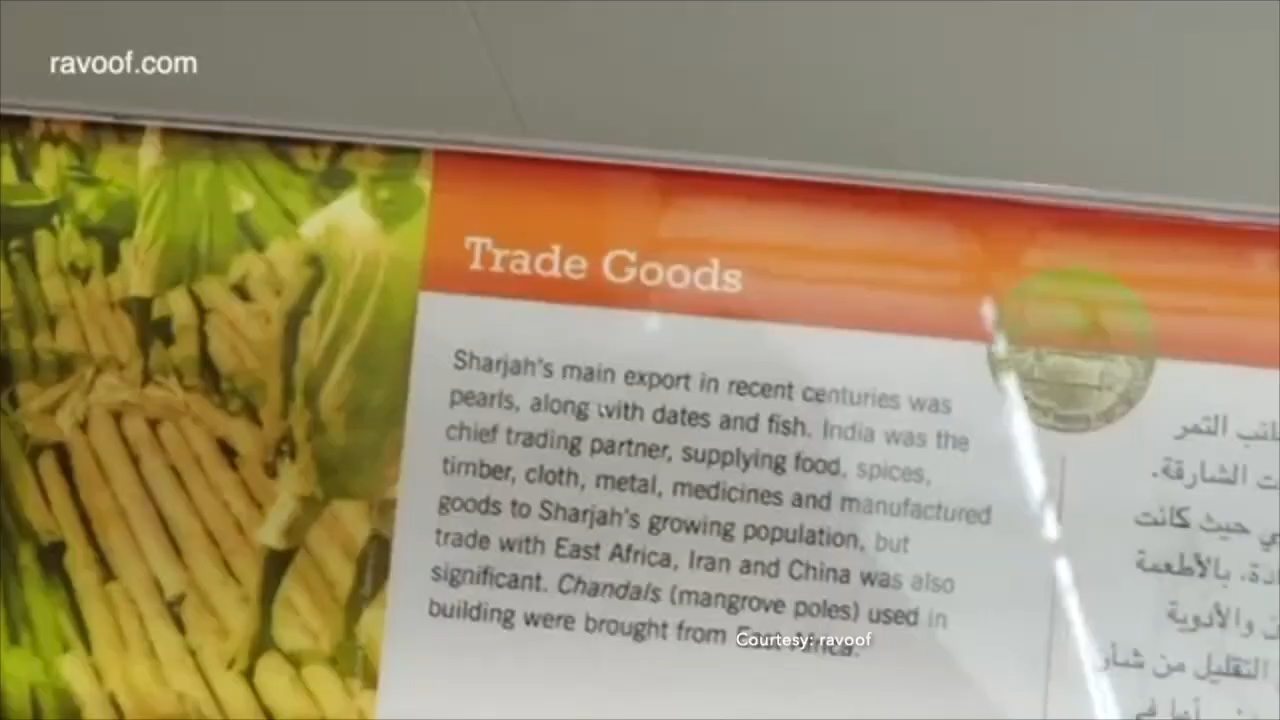 ravoof.com
Trade Goods
Sharjah's main export in recent centuries was
pearls, along with dates and fish. India was the
chief trading partner, supplying food, spices,
timber, cloth, metal, medicines and manufactured
goods to Sharjah's growing population, but
trade with East Africa, Iran and China was also
significant. Chandals (mangrove poles) used in
building were brought from East Africa.
Courtesy: ravoof
التمر
الشارقة.
حيث كانت
بالأطعمة
والأدوية
التقليل من